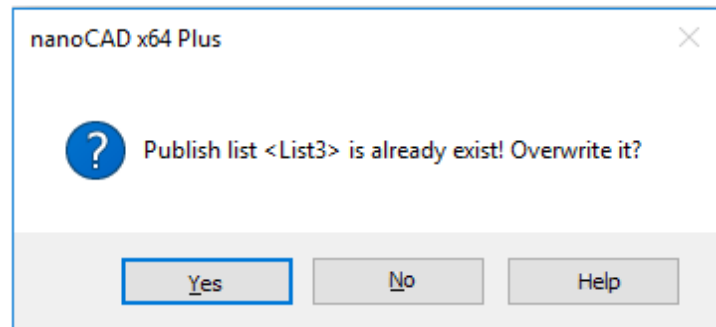 nanoCAD x64 Plus
Publish list <List3> is already exist! Overwrite it?
Yes No Help